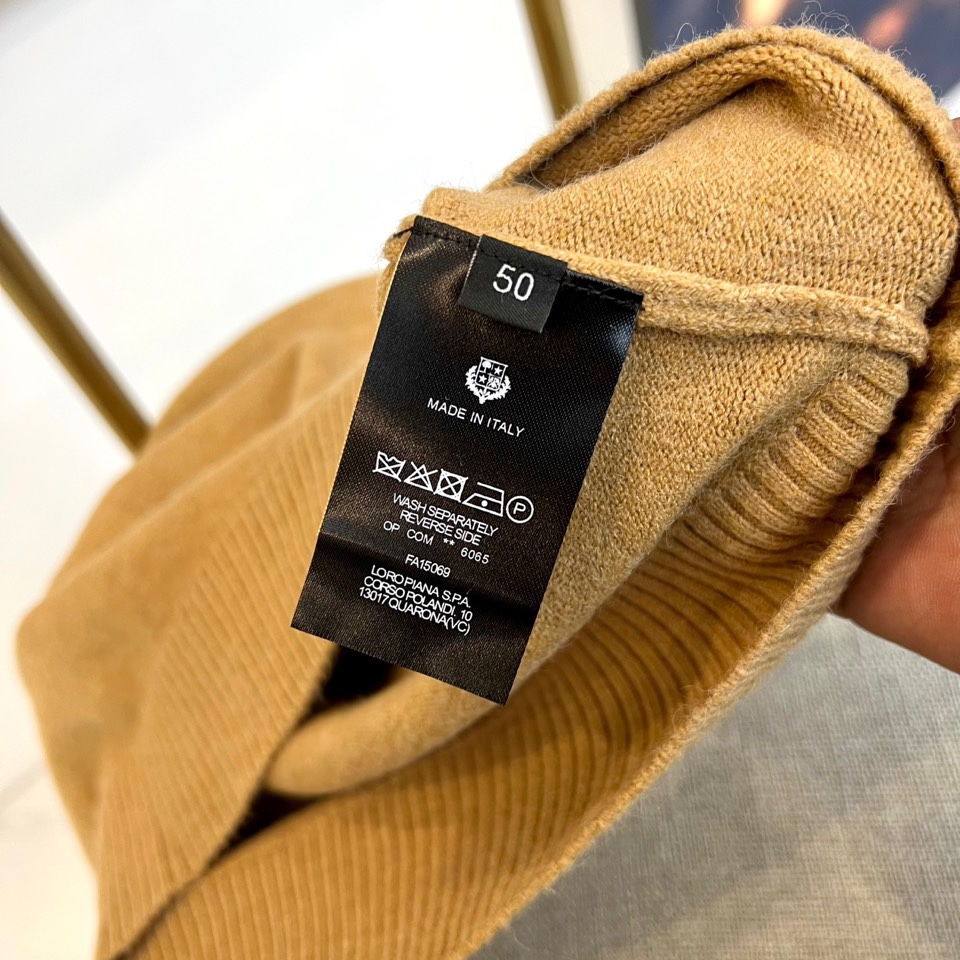 50
MADE IN ITALY
P
WASH SEPARATELY
REVERSE SIDE
OP COM ** 6065
FA15069
LORO PIANA S.P.A.
CORSO POLANDI. 10
13017 QUARONA(VC)